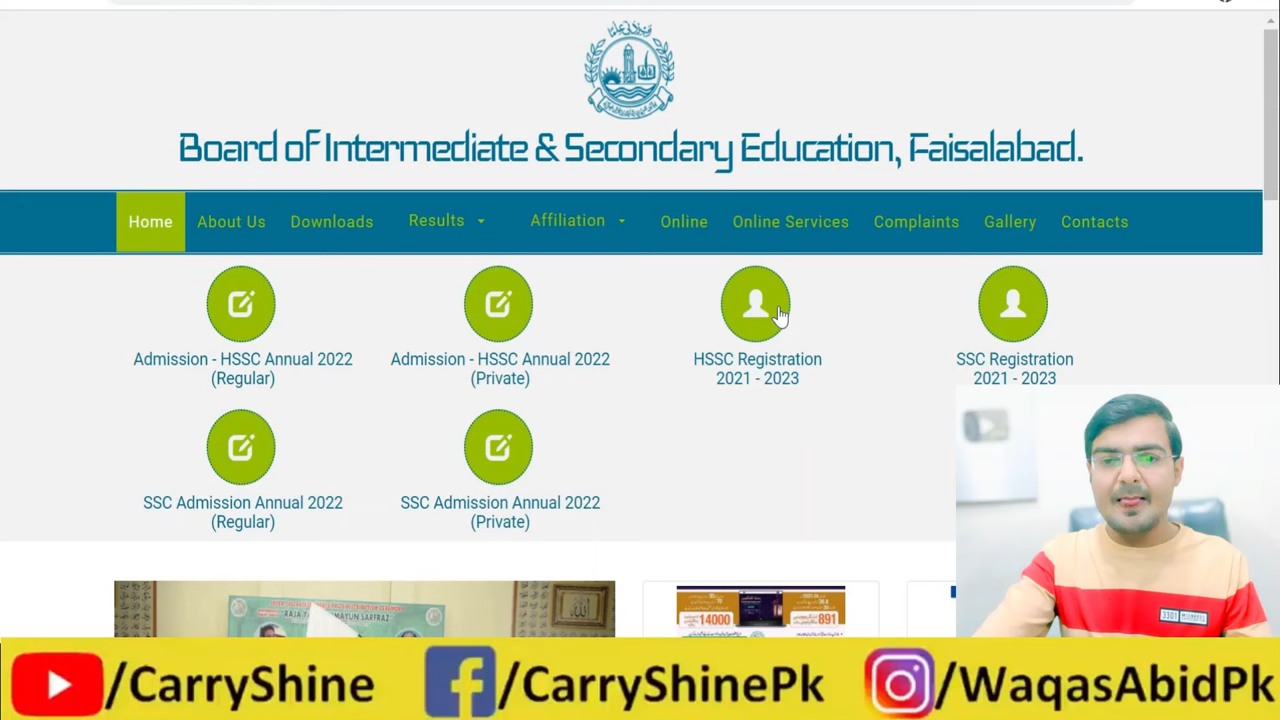 Board of Intermediate & Secondary Education, Faisalabad.
Home About Us Downloads Results Affiliation Online Online Services Complaints Gallery Contacts
Admission - HSSC Annual 2022
(Regular)
Admission - HSSC Annual 2022
(Private)
HSSC Registration
2021 - 2023
SSC Registration
2021 - 2023
SSC Admission Annual 2022
(Regular)
SSC Admission Annual 2022
(Private)
14000
891
3301
/CarryShine
/CarryShinePk
/WaqasAbidPk